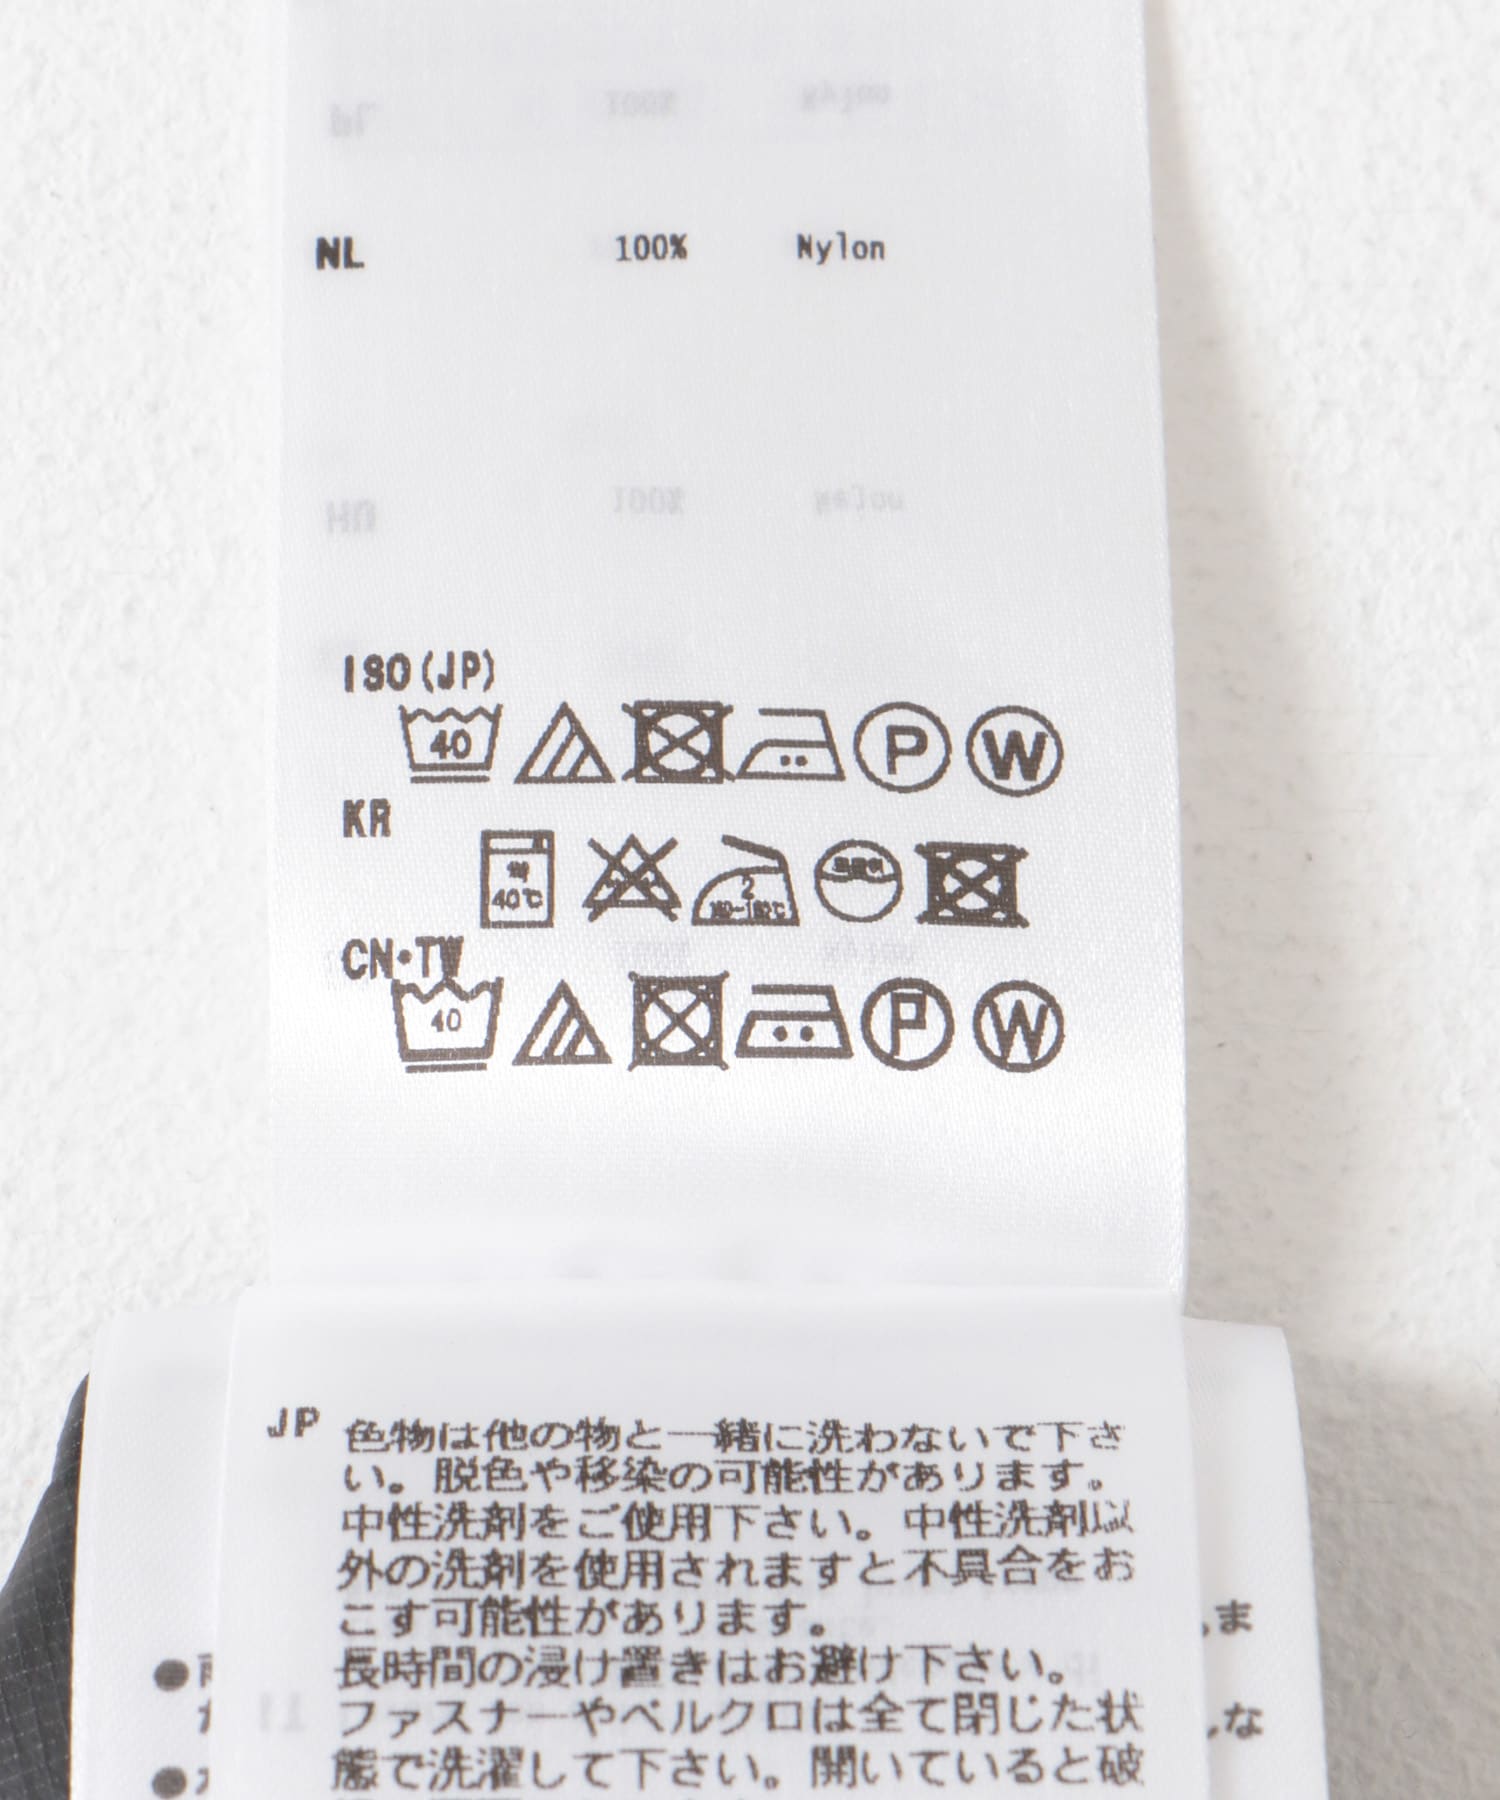 NL 100% Nylon
ISO(JP)
40 P W
KR
40℃ 2
CN・TW
40 P W
JP 色物は他の物と一緒に洗わないで下さ
い。脱色や移染の可能性があります。
中性洗剤をご使用下さい。中性洗剤以
外の洗剤を使用されますと不具合をお
こす可能性があります。
長時間の浸け置きはお避け下さい。
ファスナーやベルクロは全て閉じた状
態で洗濯して下さい。開いていると破